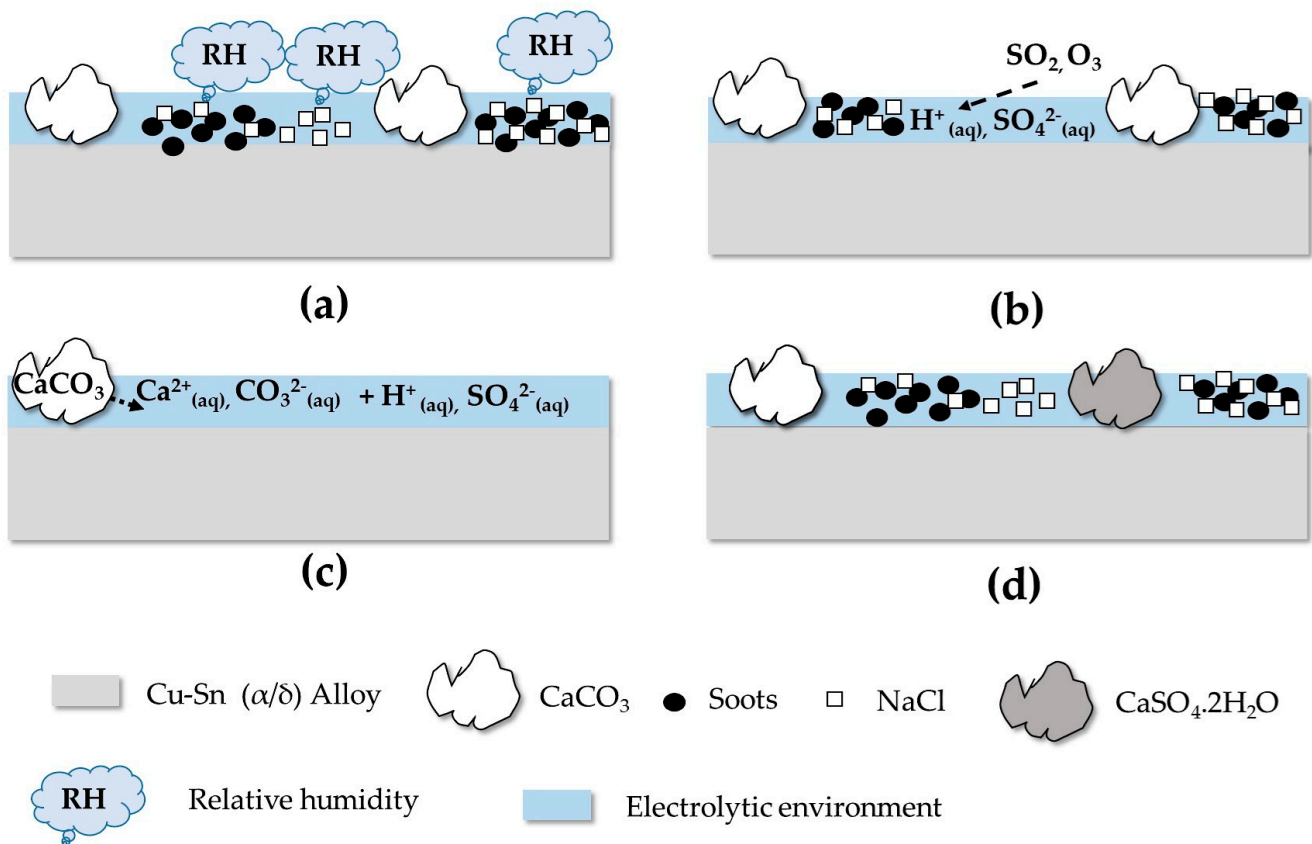 RH
RH
RH
(a)
SO₂, O₃
H⁺ (aq), SO₄²⁻(aq)
(b)
CaCO₃
Ca²⁺(aq), CO₃²⁻(aq) + H⁺ (aq), SO₄²⁻(aq)
(c)
(d)
Cu-Sn (α/δ) Alloy
CaCO₃
Soots
NaCl
CaSO₄.2H₂O
RH
Relative humidity
Electrolytic environment